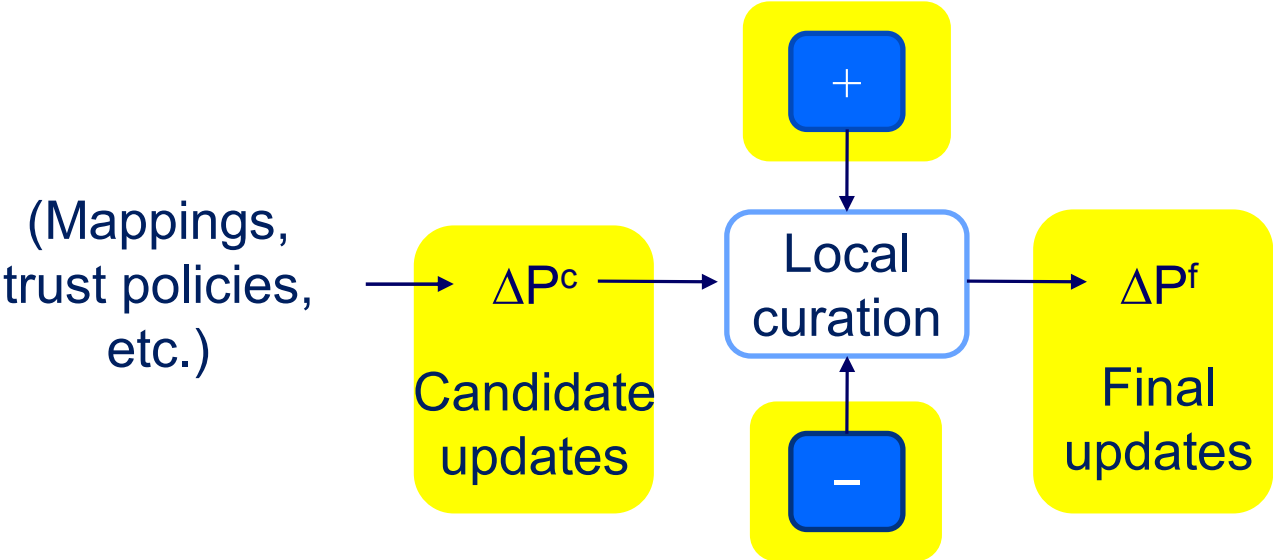 +
(Mappings,
trust policies,
etc.)
ΔPᶜ
Candidate
updates
Local
curation
−
ΔPᶠ
Final
updates